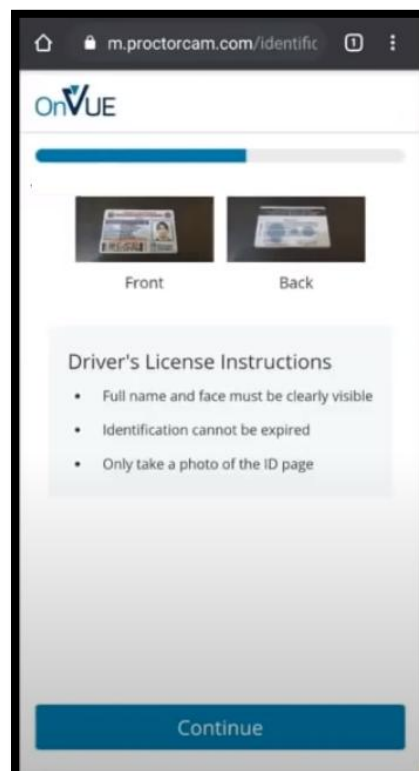 m.proctorcam.com/identific 1
OnVUE
Front Back
Driver's License Instructions
• Full name and face must be clearly visible
• Identification cannot be expired
• Only take a photo of the ID page
Continue